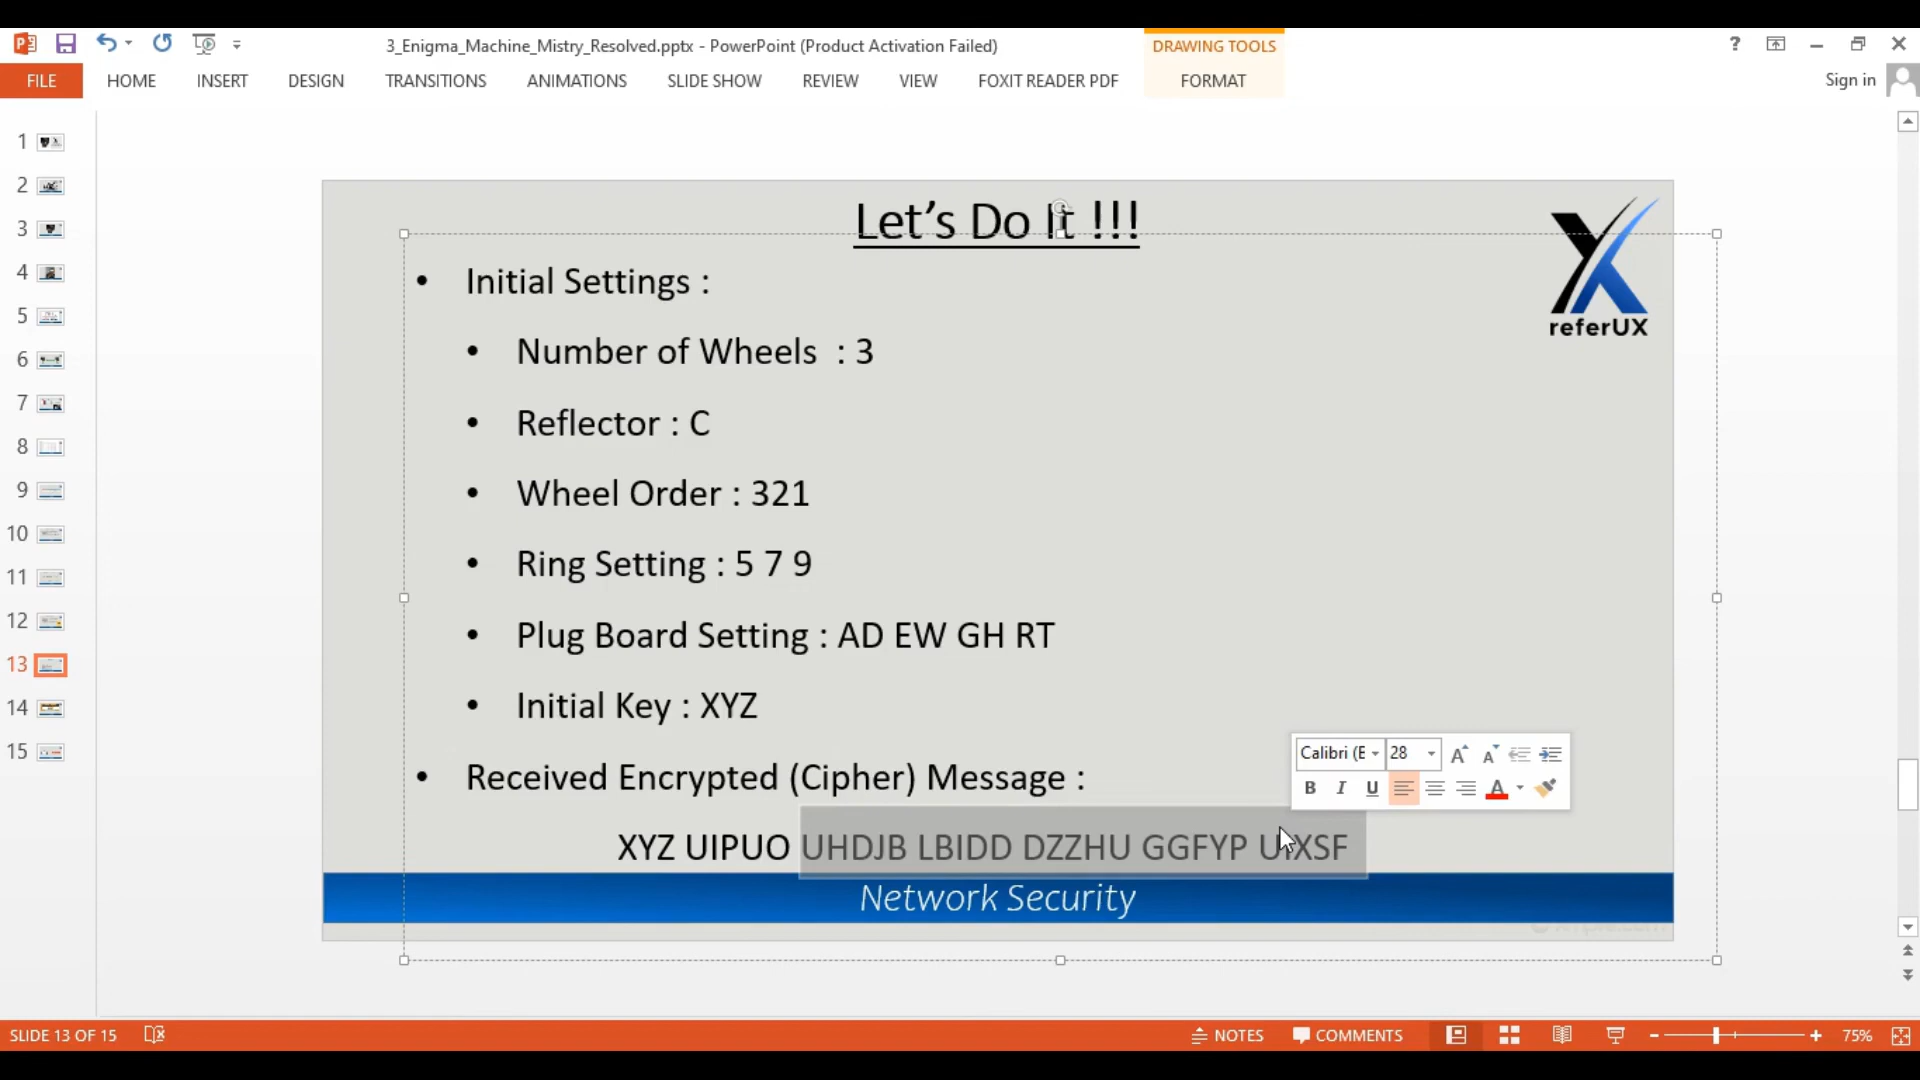 3_Enigma_Machine_Mistry_Resolved.pptx - PowerPoint (Product Activation Failed)
DRAWING TOOLS
?
FILE
HOME
INSERT
DESIGN
TRANSITIONS
ANIMATIONS
SLIDE SHOW
REVIEW
VIEW
FOXIT READER PDF
FORMAT
Sign in
1
2
3
4
5
6
7
8
9
10
11
12
13
14
15
Let's Do It !!!
referUX
• Initial Settings :
• Number of Wheels : 3
• Reflector : C
• Wheel Order : 321
• Ring Setting : 5 7 9
• Plug Board Setting : AD EW GH RT
• Initial Key : XYZ
• Received Encrypted (Cipher) Message :
XYZ UIPUO UHDJB LBIDD DZZHU GGFYP UIXSF
Calibri (E
28
B I U A
Network Security
SLIDE 13 OF 15
NOTES
COMMENTS
75%